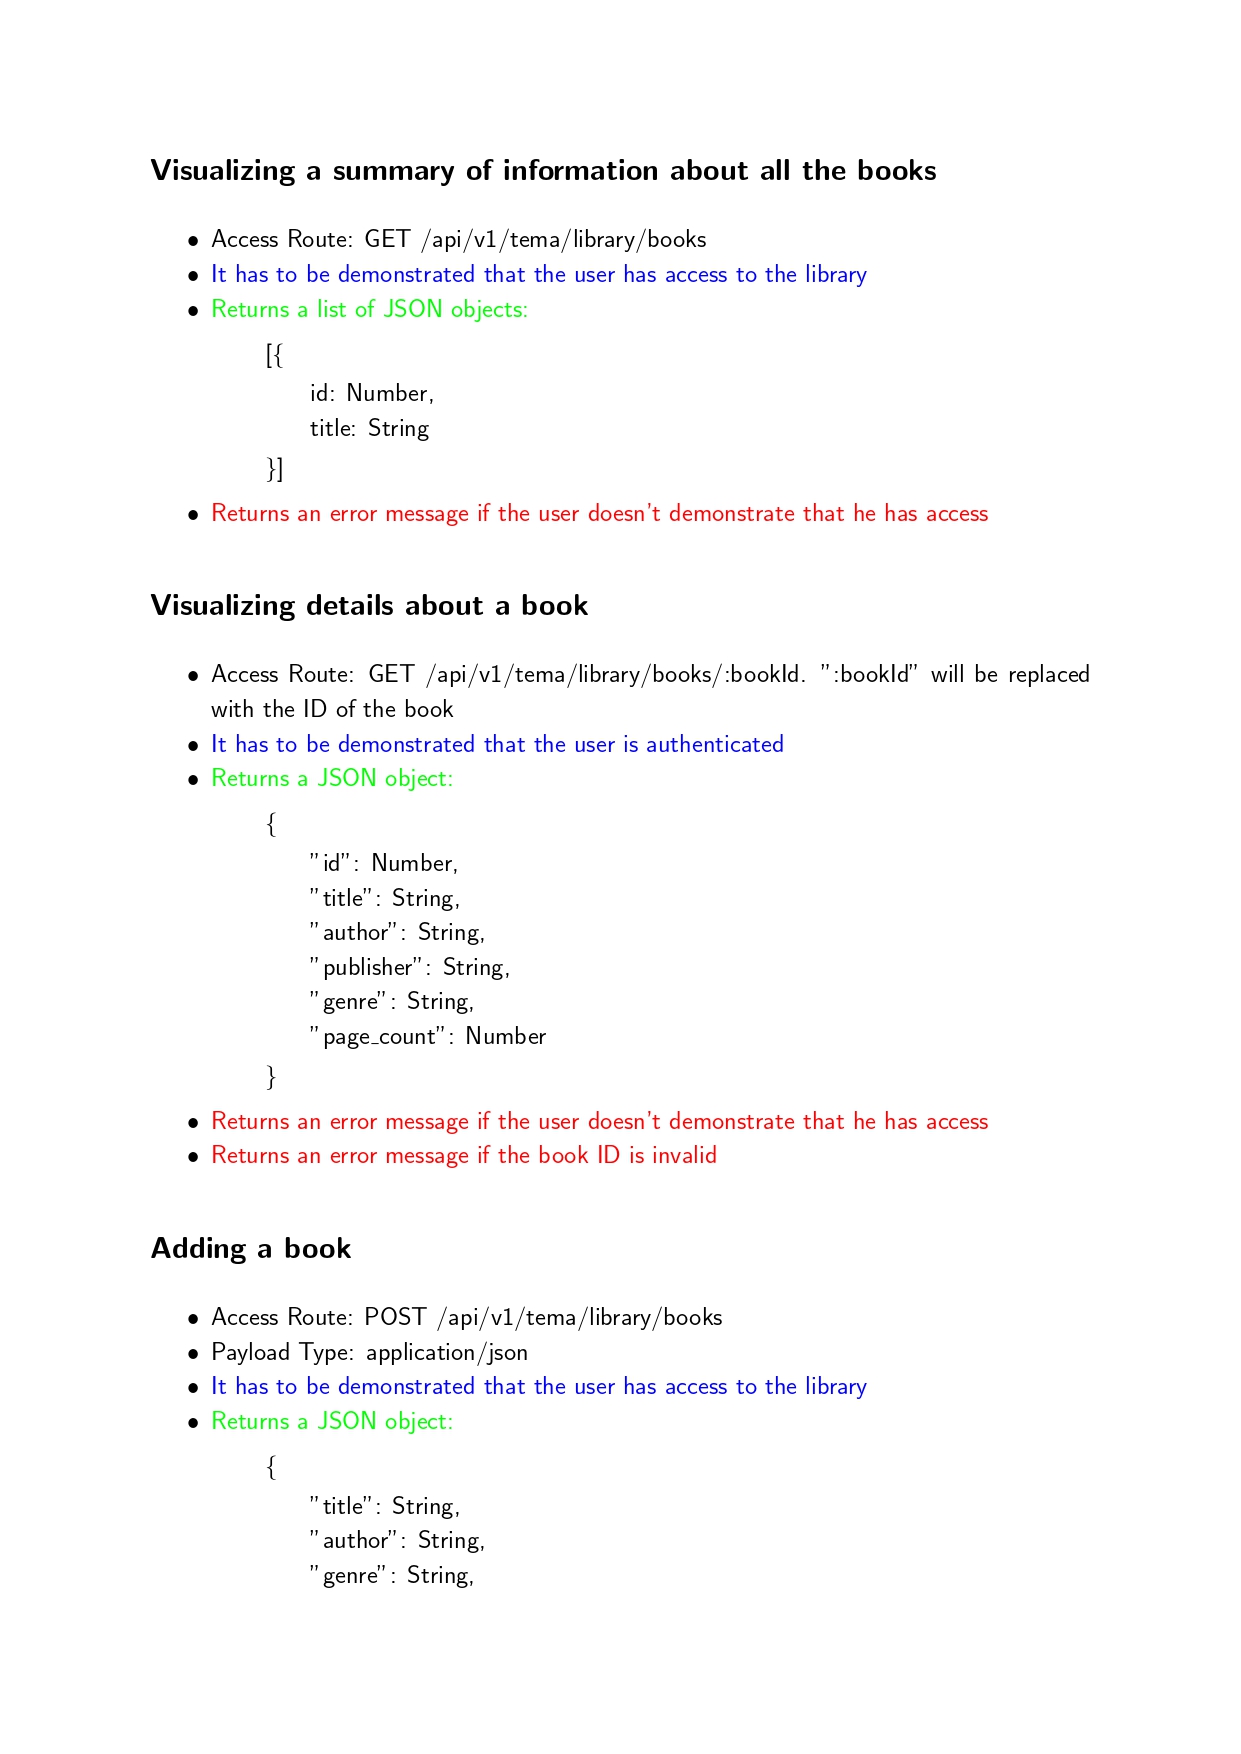 Visualizing a summary of information about all the books
• Access Route: GET /api/v1/tema/library/books
• It has to be demonstrated that the user has access to the library
• Returns a list of JSON objects:
[{
id: Number,
title: String
}]
• Returns an error message if the user doesn't demonstrate that he has access
Visualizing details about a book
• Access Route: GET /api/v1/tema/library/books/:bookId. ":bookId" will be replaced
with the ID of the book
• It has to be demonstrated that the user is authenticated
• Returns a JSON object:
{
"id": Number,
"title": String,
"author": String,
"publisher": String,
"genre": String,
"page_count": Number
}
• Returns an error message if the user doesn't demonstrate that he has access
• Returns an error message if the book ID is invalid
Adding a book
• Access Route: POST /api/v1/tema/library/books
• Payload Type: application/json
• It has to be demonstrated that the user has access to the library
• Returns a JSON object:
{
"title": String,
"author": String,
"genre": String,